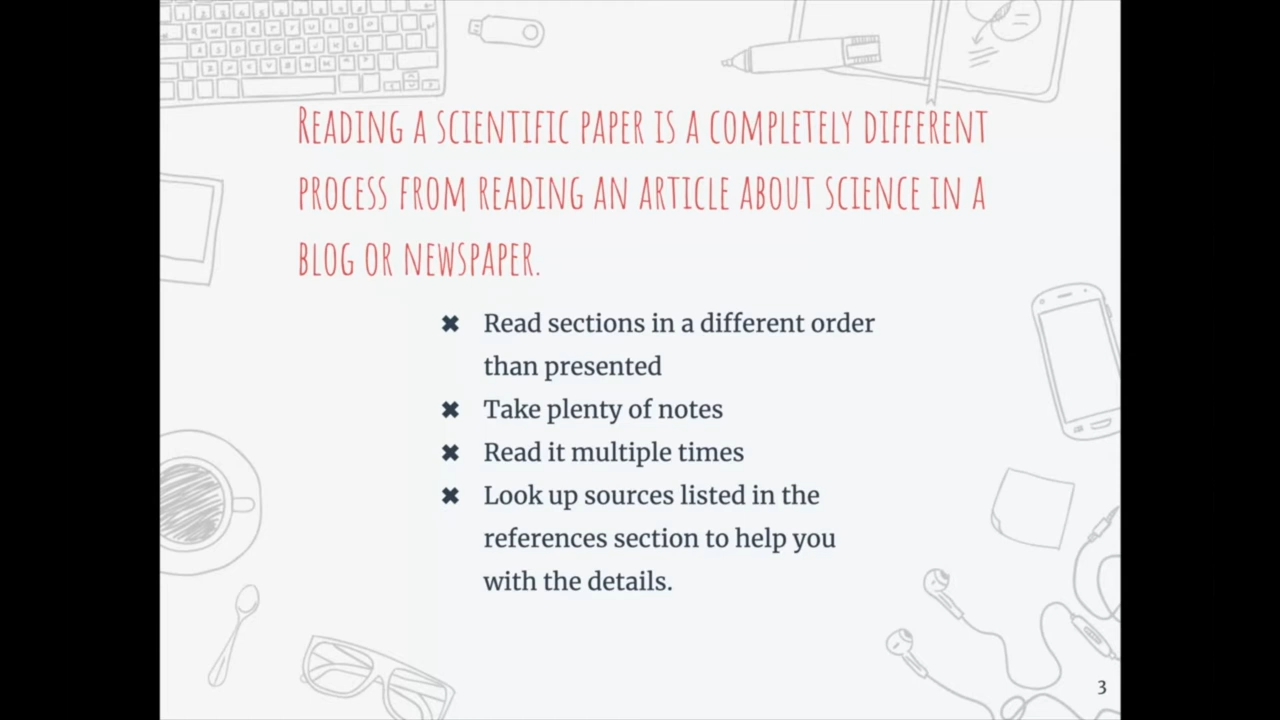 READING A SCIENTIFIC PAPER IS A COMPLETELY DIFFERENT
PROCESS FROM READING AN ARTICLE ABOUT SCIENCE IN A
BLOG OR NEWSPAPER.
✖ Read sections in a different order
than presented
✖ Take plenty of notes
✖ Read it multiple times
✖ Look up sources listed in the
references section to help you
with the details.
3